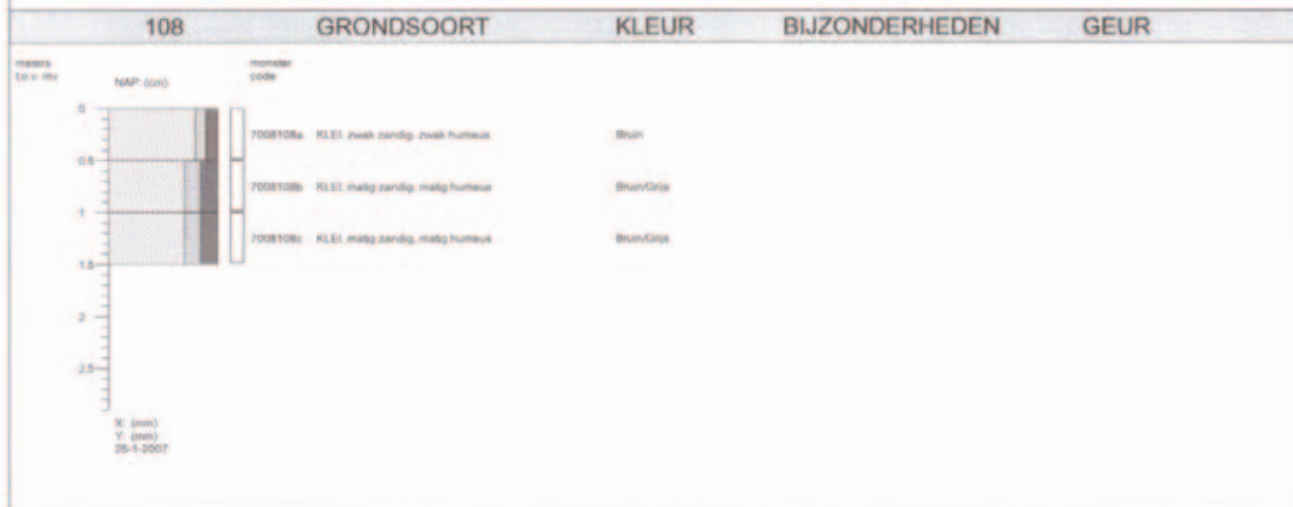 108 GRONDSOORT KLEUR BIJZONDERHEDEN GEUR
meters monster
t.o.v. mv NAP: (cm) code
0
7008108a KLEI, zwak zandig, zwak humeus Bruin
0.5
7008108b KLEI, matig zandig, matig humeus Bruin/Grijs
1
7008108c KLEI, matig zandig, matig humeus Bruin/Grijs
1.5
2
2.5
X: (mm)
Y: (mm)
26-1-2007